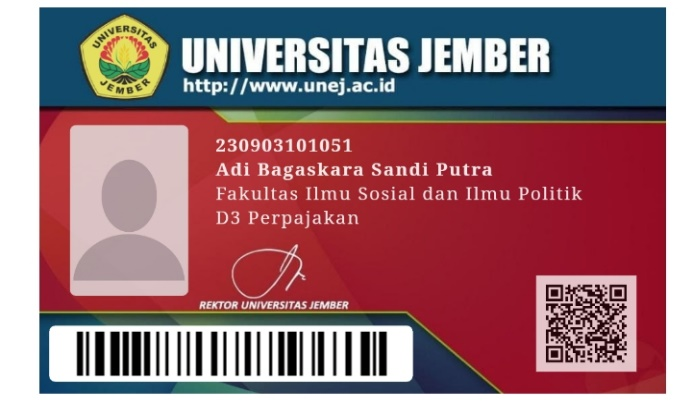 UNIVERSITAS
JEMBER
UNIVERSITAS JEMBER
http://www.unej.ac.id
230903101051
Adi Bagaskara Sandi Putra
Fakultas Ilmu Sosial dan Ilmu Politik
D3 Perpajakan
REKTOR UNIVERSITAS JEMBER